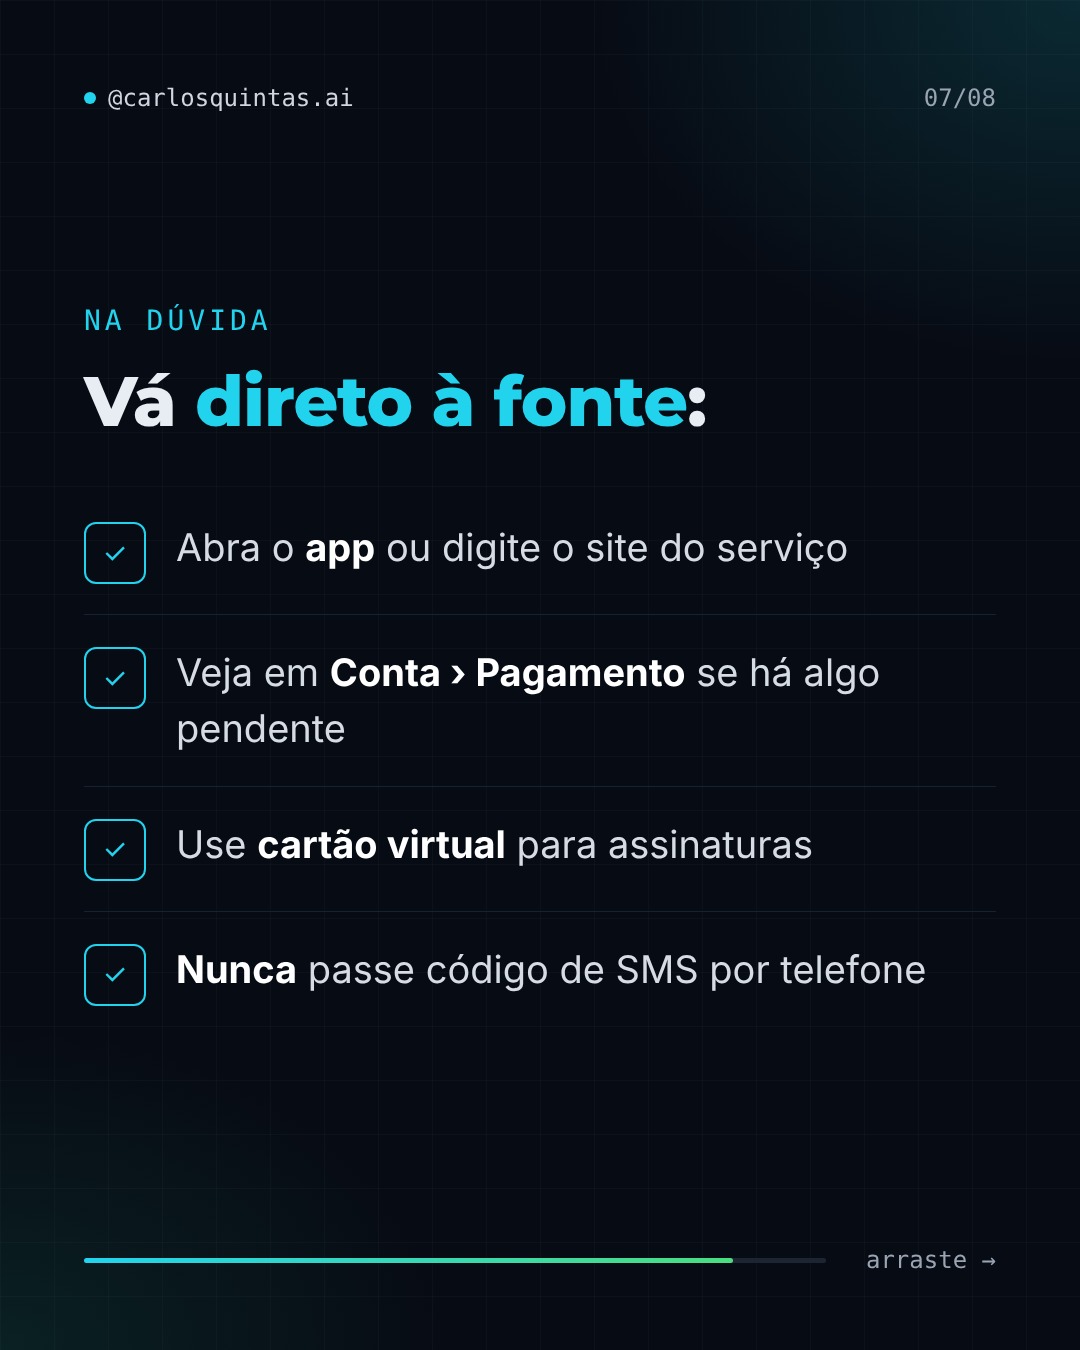 @carlosquintas.ai
07/08
NA DÚVIDA
Vá direto à fonte:
Abra o app ou digite o site do serviço
Veja em Conta › Pagamento se há algo
pendente
Use cartão virtual para assinaturas
Nunca passe código de SMS por telefone
arraste →